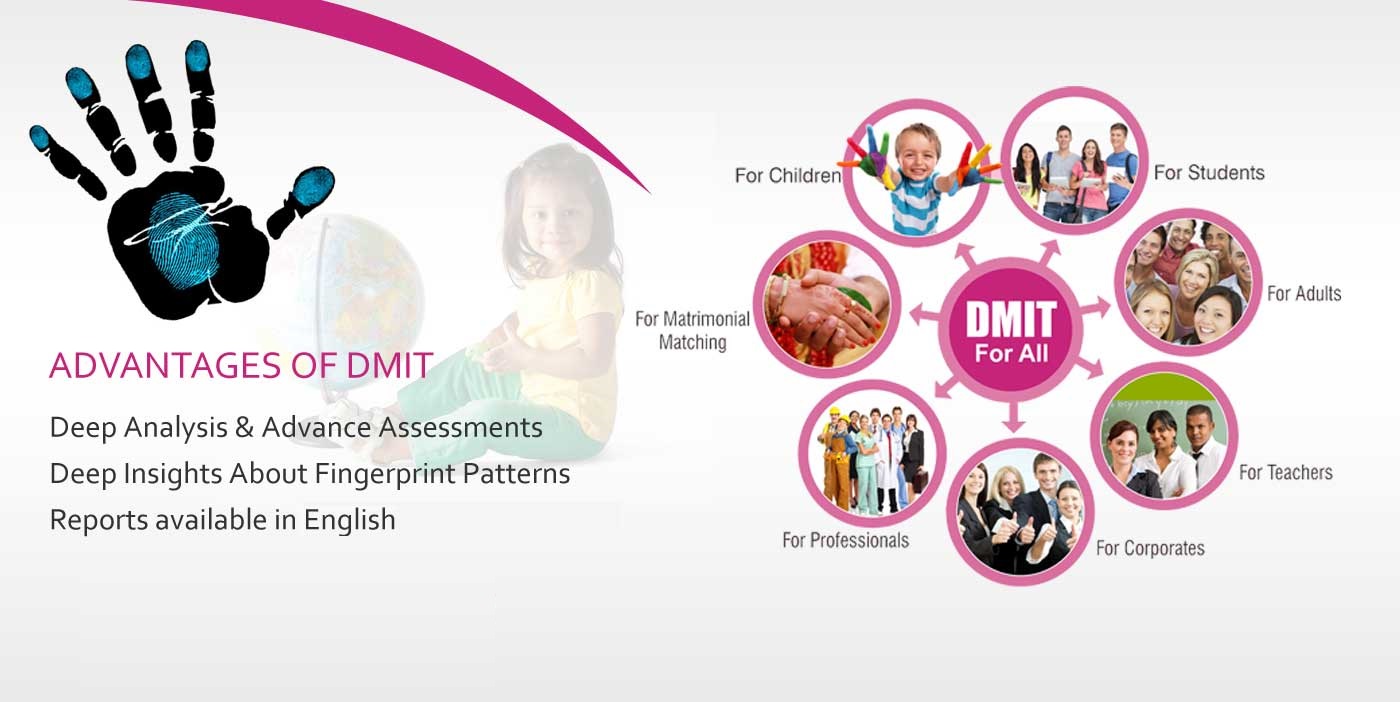 ADVANTAGES OF DMIT
Deep Analysis & Advance Assessments
Deep Insights About Fingerprint Patterns
Reports available in English
For Children
For Students
For Matrimonial
Matching
DMIT
For All
For Adults
For Teachers
For Professionals
For Corporates